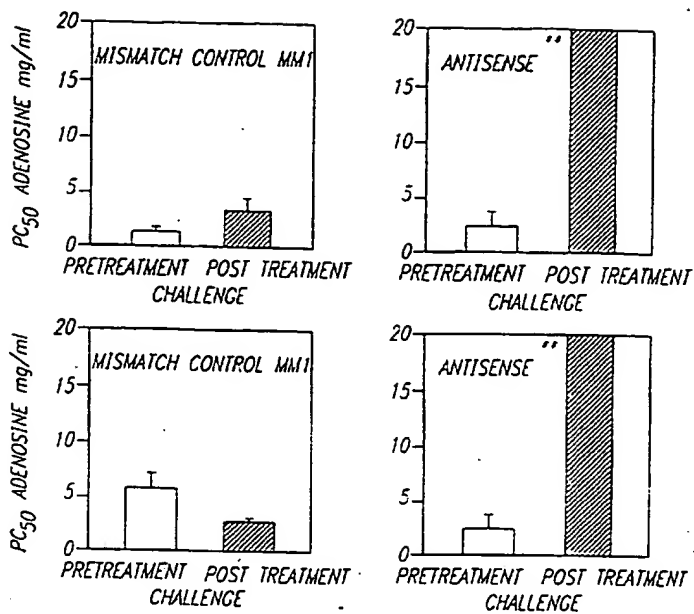 20
15
10
5
0
PC50 ADENOSINE mg/ml
MISMATCH CONTROL MM1
PRETREATMENT POST TREATMENT
CHALLENGE
20
15
10
5
0
ANTISENSE **
PRETREATMENT POST TREATMENT
CHALLENGE
20
15
10
5
0
PC50 ADENOSINE mg/ml
MISMATCH CONTROL MM1
PRETREATMENT POST TREATMENT
CHALLENGE
20
15
10
5
0
ANTISENSE **
PRETREATMENT POST TREATMENT
CHALLENGE